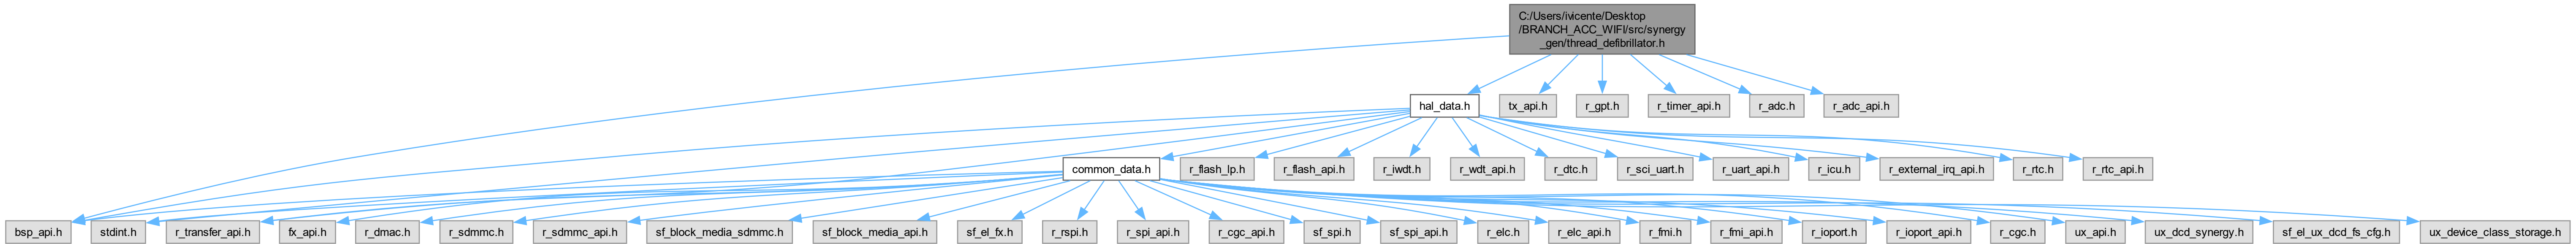 C:/Users/ivicente/Desktop
/BRANCH_ACC_WIFI/src/synergy
_gen/thread_defibrillator.h
hal_data.h
tx_api.h
r_gpt.h
r_timer_api.h
r_adc.h
r_adc_api.h
common_data.h
r_flash_lp.h
r_flash_api.h
r_iwdt.h
r_wdt_api.h
r_dtc.h
r_sci_uart.h
r_uart_api.h
r_icu.h
r_external_irq_api.h
r_rtc.h
r_rtc_api.h
bsp_api.h
stdint.h
r_transfer_api.h
fx_api.h
r_dmac.h
r_sdmmc.h
r_sdmmc_api.h
sf_block_media_sdmmc.h
sf_block_media_api.h
sf_el_fx.h
r_rspi.h
r_spi_api.h
r_cgc_api.h
sf_spi.h
sf_spi_api.h
r_elc.h
r_elc_api.h
r_fmi.h
r_fmi_api.h
r_ioport.h
r_ioport_api.h
r_cgc.h
ux_api.h
ux_dcd_synergy.h
sf_el_ux_dcd_fs_cfg.h
ux_device_class_storage.h